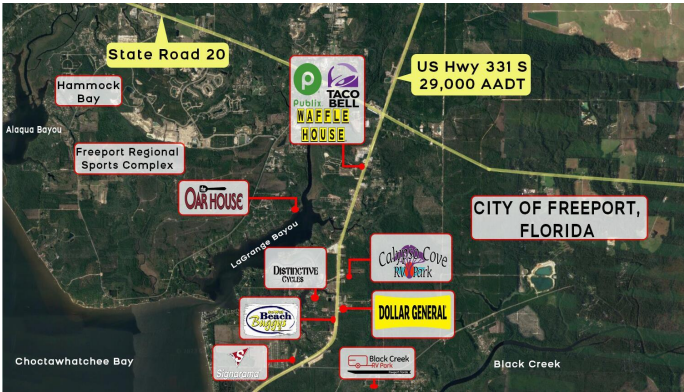 State Road 20
US Hwy 331 S
29,000 AADT
Hammock
Bay
Publix
TACO
BELL
WAFFLE
HOUSE
Alaqua Bayou
Freeport Regional
Sports Complex
OAR HOUSE
CITY OF FREEPORT,
FLORIDA
LaGrange Bayou
Calypso Cove
RV Park
DISTINCTIVE
CYCLES
Beach
Buggys
DOLLAR GENERAL
Choctawhatchee Bay
Signarama
Black Creek
RV Park
Black Creek